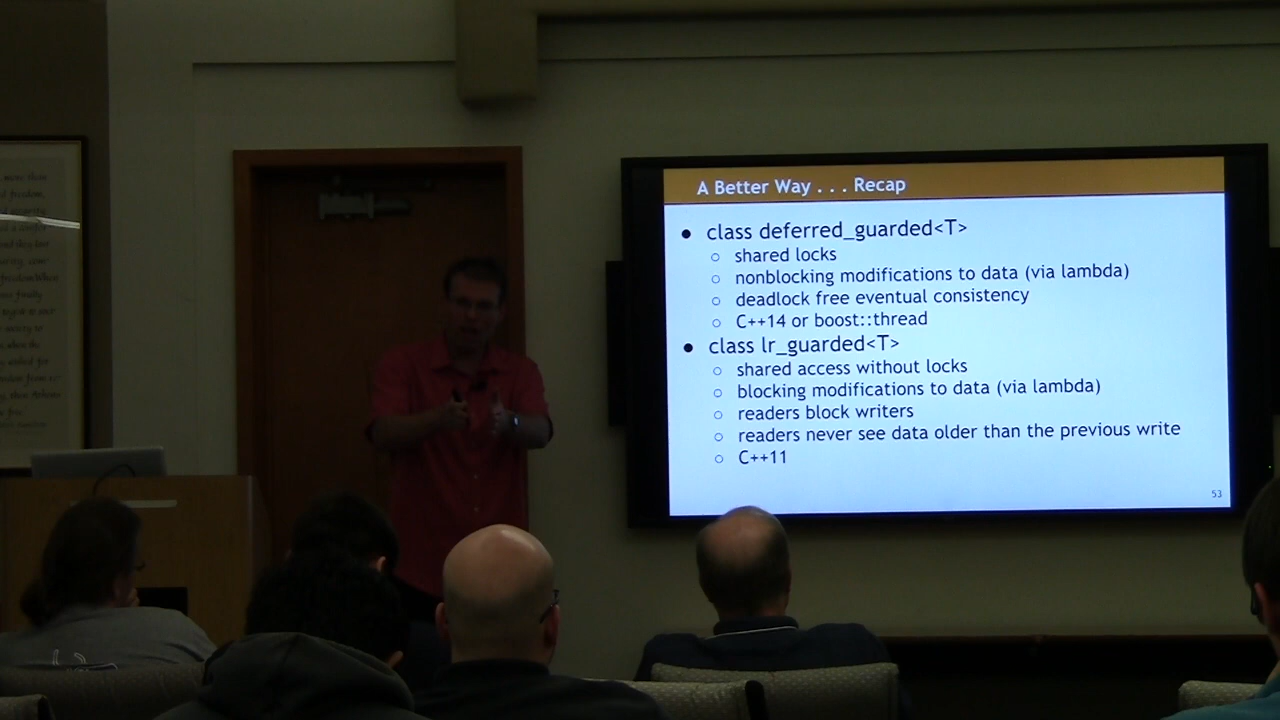 A Better Way . . . Recap
● class deferred_guarded<T>
○ shared locks
○ nonblocking modifications to data (via lambda)
○ deadlock free eventual consistency
○ C++14 or boost::thread
● class lr_guarded<T>
○ shared access without locks
○ blocking modifications to data (via lambda)
○ readers block writers
○ readers never see data older than the previous write
○ C++11
53